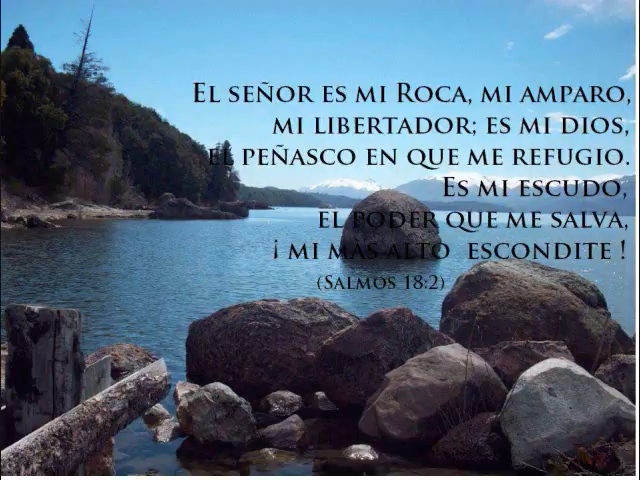 El señor es mi Roca, mi amparo,
mi libertador; es mi dios,
el peñasco en que me refugio.
Es mi escudo,
el poder que me salva,
¡ mi más alto escondite !
(Salmos 18:2)